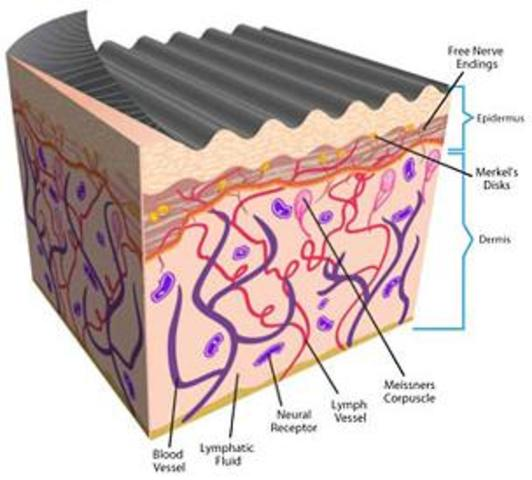 Free Nerve
Endings
Epidermus
Merkel's
Disks
Dermis
Meissners
Corpuscle
Lymph
Vessel
Neural
Receptor
Lymphatic
Fluid
Blood
Vessel